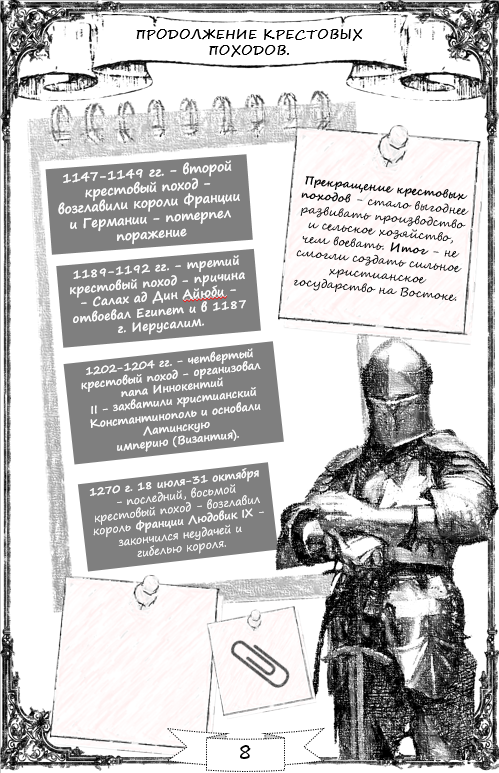 ПРОДОЛЖЕНИЕ КРЕСТОВЫХ
ПОХОДОВ.
1147-1149 гг. – второй
крестовый поход –
возглавили короли Франции
и Германии – потерпел
поражение
1189-1192 гг. – третий
крестовый поход – причина
– Салах ад Дин Айюби –
отвоевал Египет и в 1187
г. Иерусалим.
1202-1204 гг. – четвертый
крестовый поход – организовал
папа Иннокентий
II – захватили христианский
Константинополь и основали
Латинскую
империю (Византия).
1270 г. 18 июля-31 октября
– последний, восьмой
крестовый поход – возглавил
король Франции Людовик IX –
закончился неудачей и
гибелью короля.
Прекращение крестовых
походов – стало выгоднее
развивать производство
и сельское хозяйство,
чем воевать. Итог – не
смогли создать сильное
христианское
государство на Востоке.
8